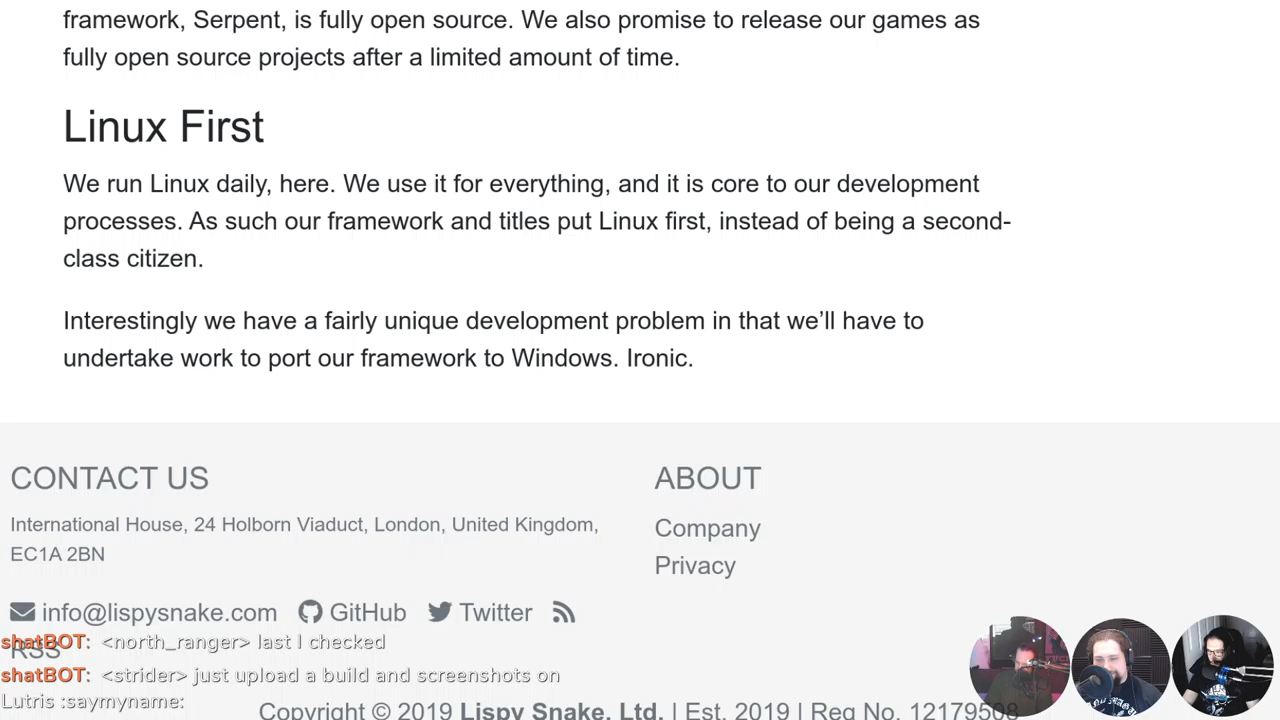 framework, Serpent, is fully open source. We also promise to release our games as
fully open source projects after a limited amount of time.
Linux First
We run Linux daily, here. We use it for everything, and it is core to our development
processes. As such our framework and titles put Linux first, instead of being a second-
class citizen.
Interestingly we have a fairly unique development problem in that we’ll have to
undertake work to port our framework to Windows. Ironic.
CONTACT US
International House, 24 Holborn Viaduct, London, United Kingdom,
EC1A 2BN
info@lispysnake.com GitHub Twitter
RSS
ABOUT
Company
Privacy
shatBOT: <north_ranger> last I checked
shatBOT: <strider> just upload a build and screenshots on
Lutris :saymyname:
Copyright © 2019 Lispy Snake, Ltd. | Est. 2019 | Reg No. 12179508